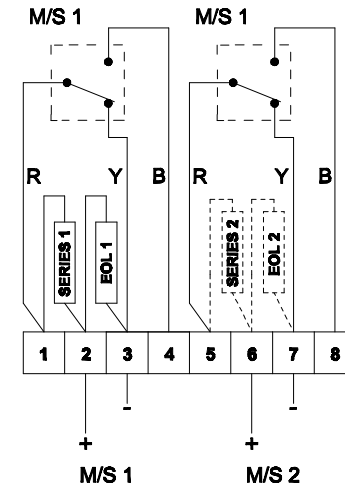 M/S 1 M/S 1
R Y B R Y B
SERIES 1 EOL 1 SERIES 2 EOL 2
1 2 3 4 5 6 7 8
- -
+ +
M/S 1 M/S 2